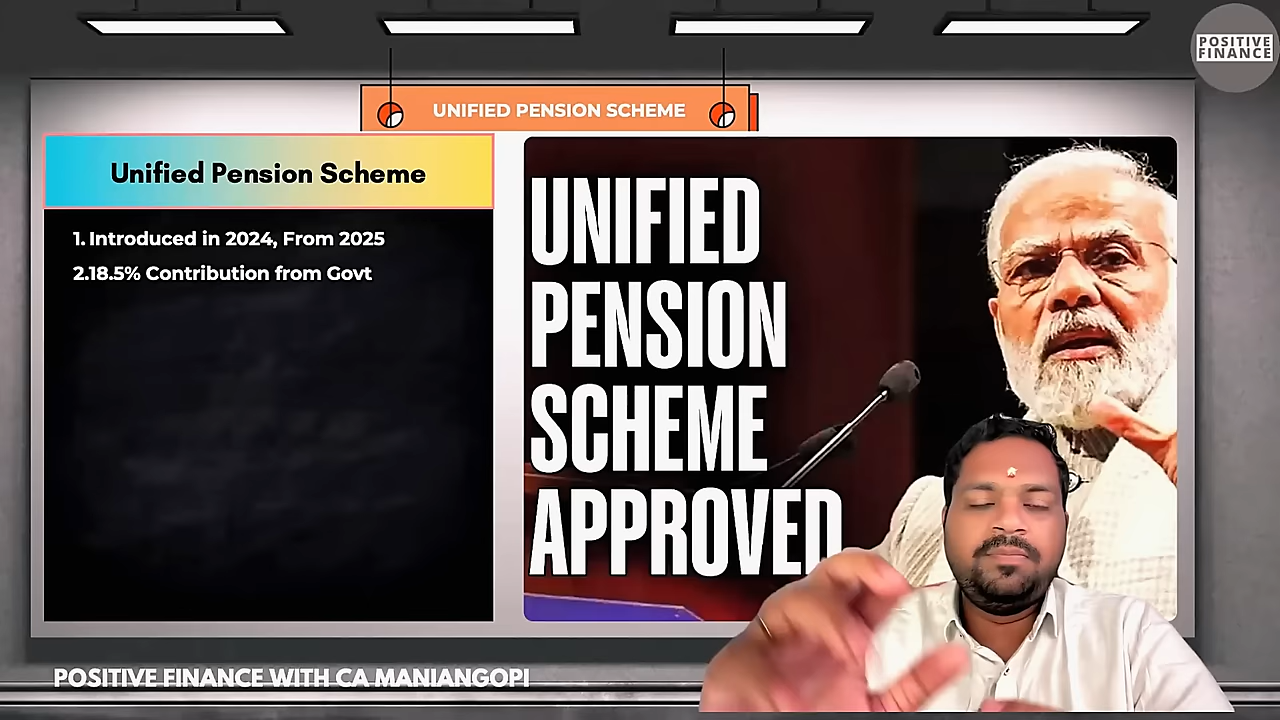 POSITIVE
FINANCE
UNIFIED PENSION SCHEME
Unified Pension Scheme
1. Introduced in 2024, From 2025
2.18.5% Contribution from Govt
UNIFIED
PENSION
SCHEME
APPROVED
POSITIVE FINANCE WITH CA MANIANGOPI